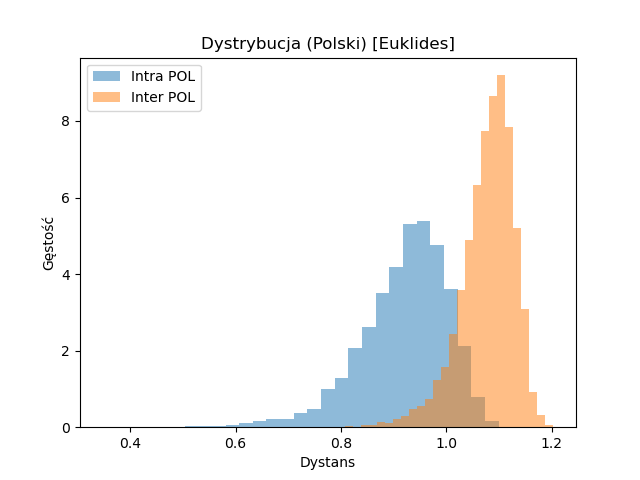 Dystrybucja (Polski) [Euklides]
Intra POL
Inter POL
Gęstość
8
6
4
2
0
0.4 0.6 0.8 1.0 1.2
Dystans